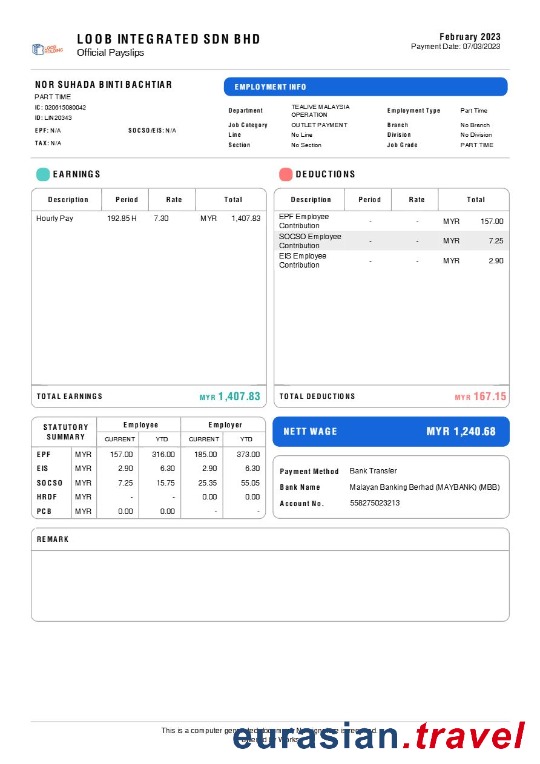 LOOB INTEGRATED SDN BHD
Official Payslips
February 2023
Payment Date: 07/03/2023
LOOB HOLDING
NOR SUHADA BINTI BACHTIAR
PART TIME
IC: 020615080042
ID: LIN20343
EPF: N/A SOCSO/EIS: N/A
TAX: N/A
EMPLOYMENT INFO
Department TEALIVE MALAYSIA OPERATION Employment Type Part Time
Job Category OUTLET PAYMENT Branch No Branch
Line No Line Division No Division
Section No Section Job Grade PART TIME
EARNINGS
Description Period Rate Total
Hourly Pay 192.85 H 7.30 MYR 1,407.83
TOTAL EARNINGS MYR 1,407.83
DEDUCTIONS
Description Period Rate Total
EPF Employee Contribution - - MYR 157.00
SOCSO Employee Contribution - - MYR 7.25
EIS Employee Contribution - - MYR 2.90
TOTAL DEDUCTIONS MYR 167.15
STATUTORY SUMMARY Employee Employer
CURRENT YTD CURRENT YTD
EPF MYR 157.00 316.00 185.00 373.00
EIS MYR 2.90 6.30 2.90 6.30
SOCSO MYR 7.25 15.75 25.35 55.05
HRDF MYR - - 0.00 0.00
PCB MYR 0.00 0.00 - -
NETT WAGE MYR 1,240.68
Payment Method Bank Transfer
Bank Name Malayan Banking Berhad (MAYBANK) (MBB)
Account No. 558275023213
REMARK
This is a computer
eurasian.travel